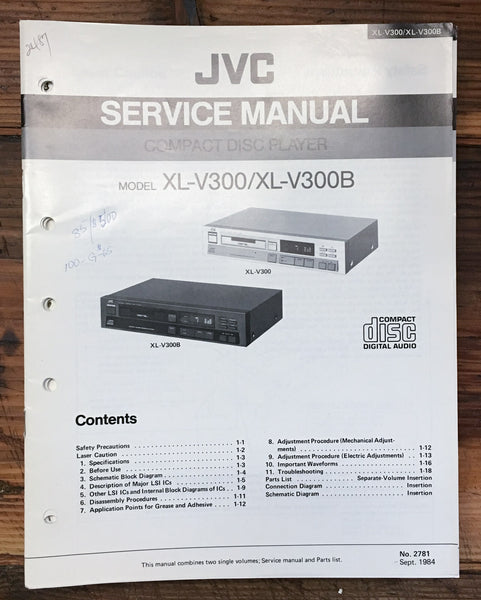 XL-V300/XL-V300B
2487
JVC
SERVICE MANUAL
COMPACT DISC PLAYER
MODEL XL-V300/XL-V300B
XL-V300
XL-V300B
COMPACT
disc
DIGITAL AUDIO
Contents
Safety Precautions 1-1
Laser Caution 1-2
1. Specifications 1-3
2. Before Use 1-3
3. Schematic Block Diagram 1-4
4. Description of Major LSI ICs 1-5
5. Other LSI ICs and Internal Block Diagrams of ICs 1-9
6. Disassembly Procedures 1-11
7. Application Points for Grease and Adhesive 1-12
8. Adjustment Procedure (Mechanical Adjust-
ments) 1-12
9. Adjustment Procedure (Electric Adjustments) 1-13
10. Important Waveforms 1-16
11. Troubleshooting 1-18
Parts List Separate-Volume Insertion
Connection Diagram Insertion
Schematic Diagram Insertion
This manual combines two single volumes; Service manual and Parts list.
No. 2781
Sept. 1984